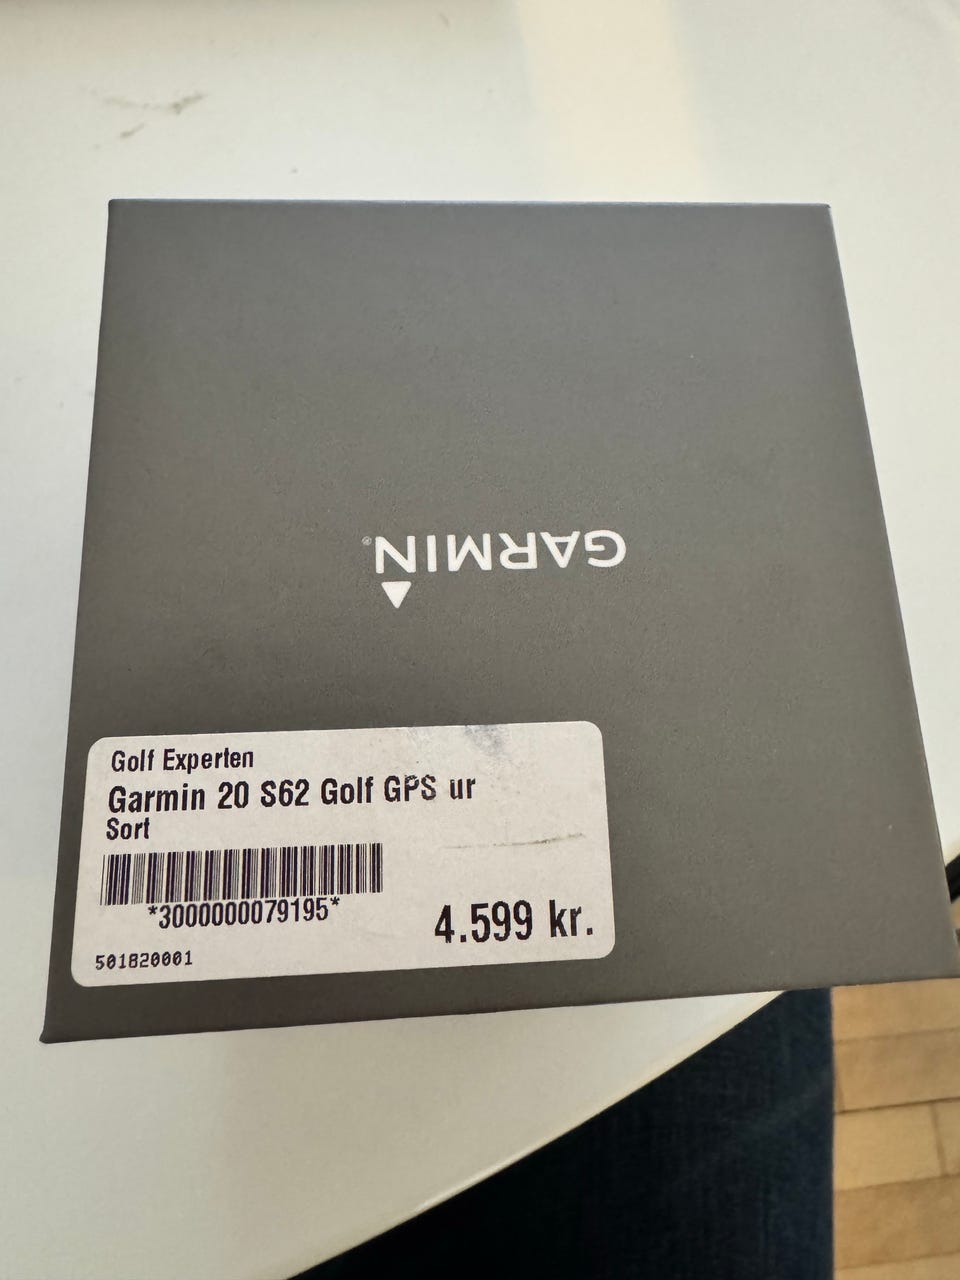 GARMIN®
Golf Experten
Garmin 20 S62 Golf GPS ur
Sort
*3000000079195*
4.599 kr.
501820001